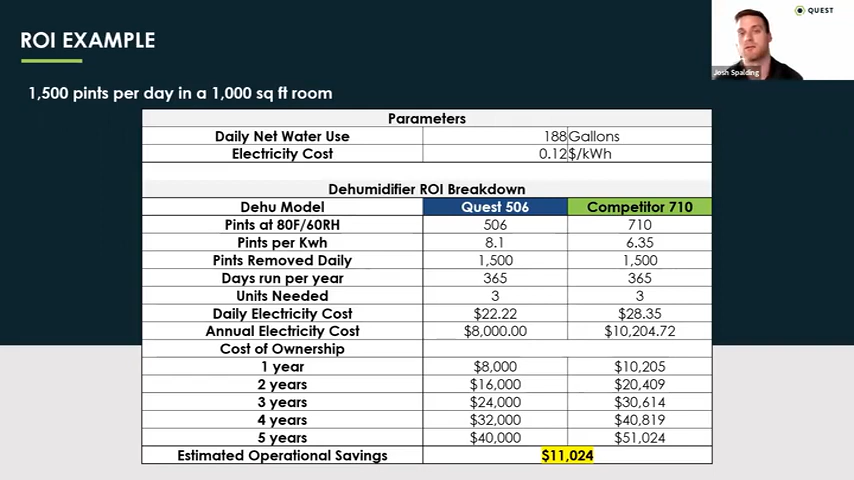 ROI EXAMPLE
QUEST
Josh Spalding
1,500 pints per day in a 1,000 sq ft room
Parameters
Daily Net Water Use 188 Gallons
Electricity Cost 0.12 $/kWh
Dehumidifier ROI Breakdown
Dehu Model Quest 506 Competitor 710
Pints at 80F/60RH 506 710
Pints per Kwh 8.1 6.35
Pints Removed Daily 1,500 1,500
Days run per year 365 365
Units Needed 3 3
Daily Electricity Cost $22.22 $28.35
Annual Electricity Cost $8,000.00 $10,204.72
Cost of Ownership
1 year $8,000 $10,205
2 years $16,000 $20,409
3 years $24,000 $30,614
4 years $32,000 $40,819
5 years $40,000 $51,024
Estimated Operational Savings $11,024